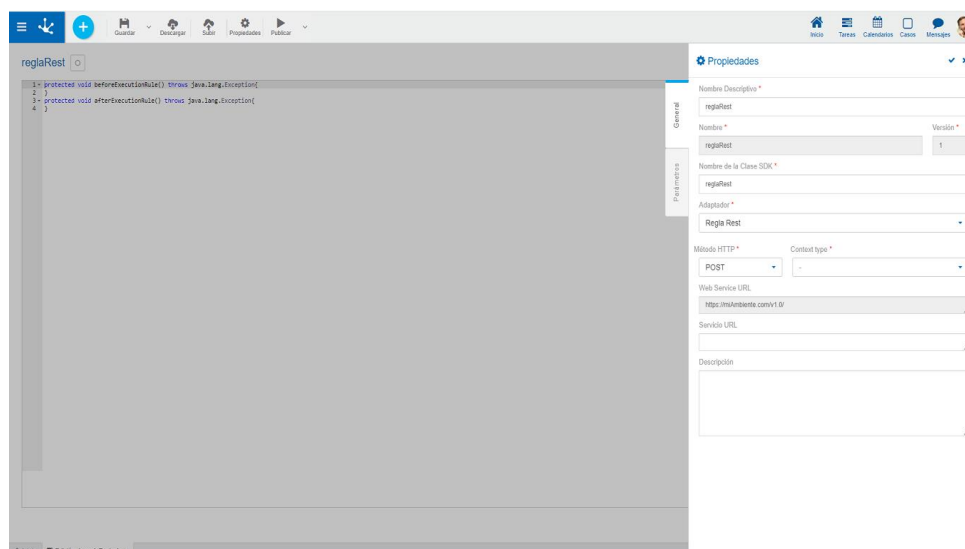 Guardar
Descargar
Subir
Propiedades
Publicar
Inicio
Tareas
Calendarios
Casos
Mensajes
reglaRest
1 protected void beforeExecutionRule() throws java.lang.Exception{
2 }
3 protected void afterExecutionRule() throws java.lang.Exception{
4 }
General
Parámetros
Propiedades
Nombre Descriptivo *
reglaRest
Nombre *
Versión *
reglaRest
1
Nombre de la Clase SDK *
reglaRest
Adaptador *
Regla Rest
Método HTTP *
Context type *
POST
-
Web Service URL
https://miAmbiente.com/v1.0/
Servicio URL
Descripción